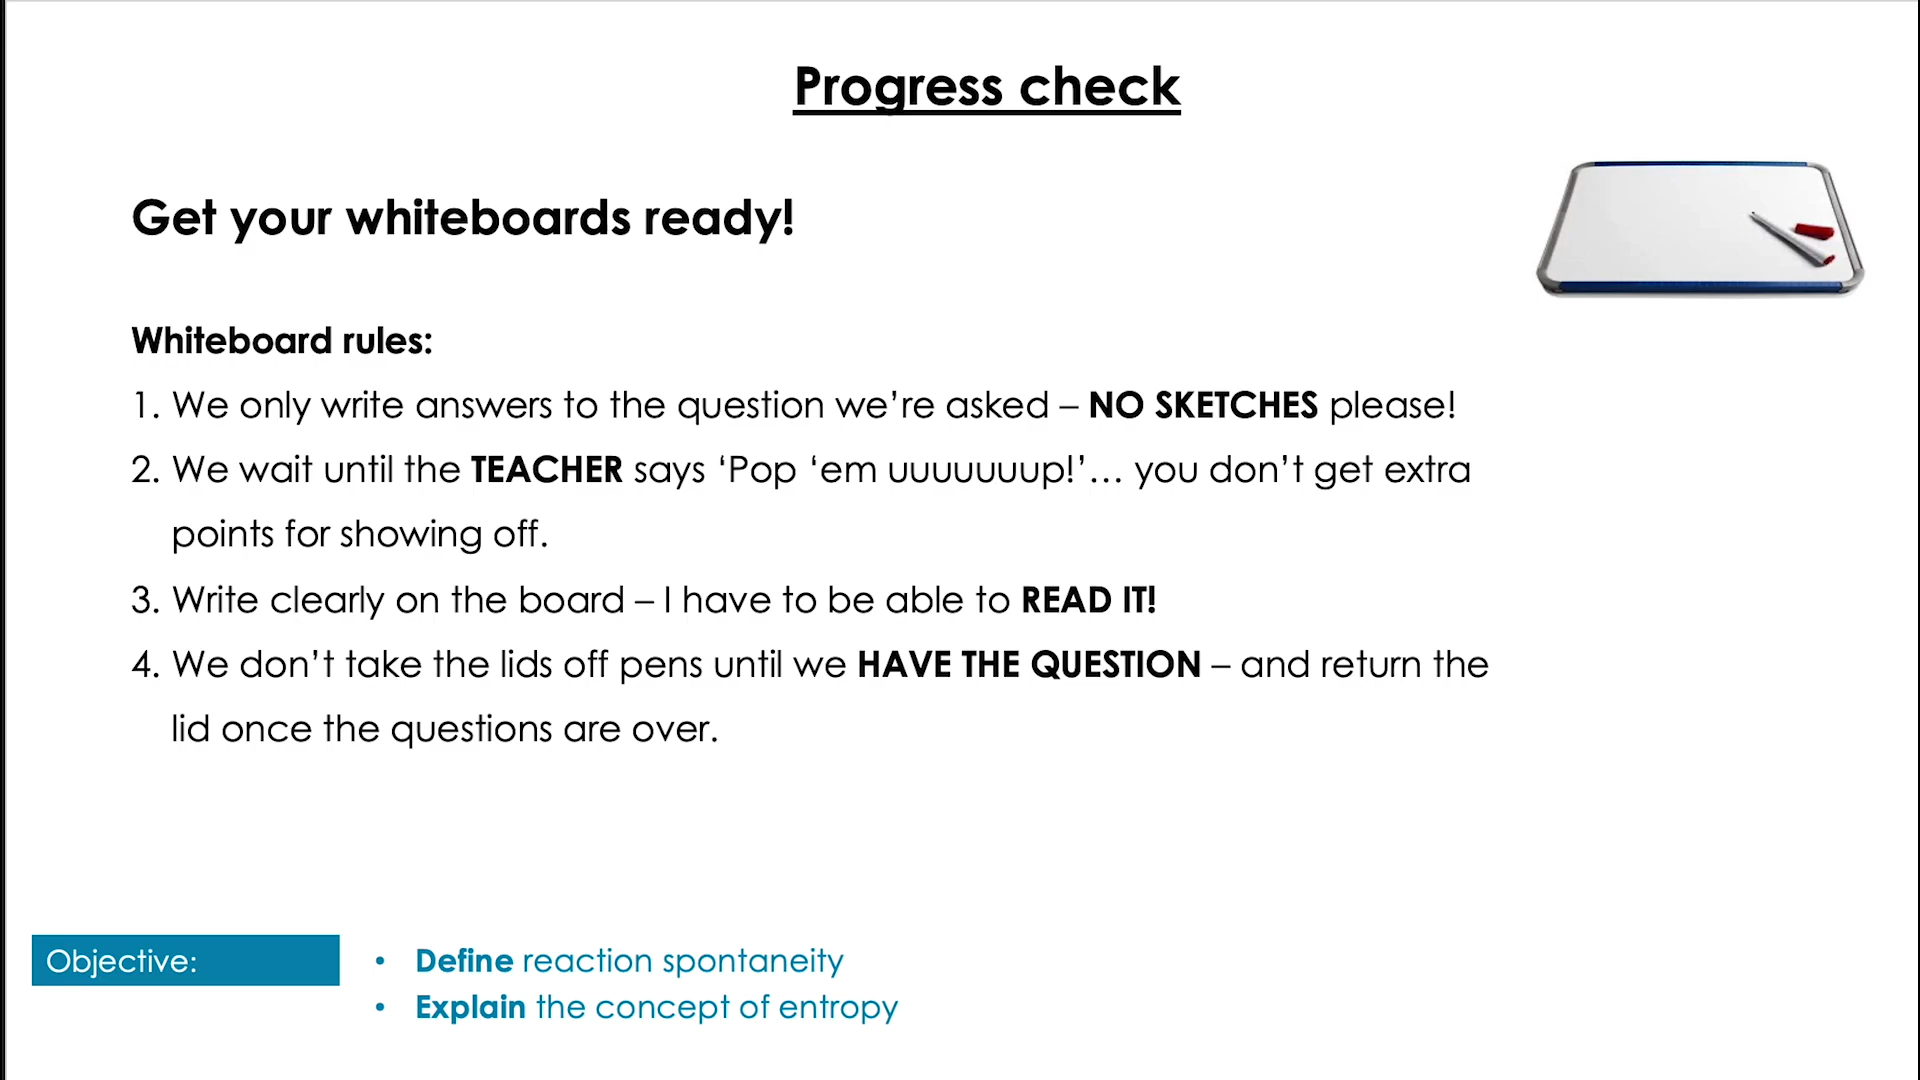 Progress check
Get your whiteboards ready!
Whiteboard rules:
1. We only write answers to the question we’re asked – NO SKETCHES please!
2. We wait until the TEACHER says ‘Pop ‘em uuuuuuup!’… you don’t get extra
points for showing off.
3. Write clearly on the board – I have to be able to READ IT!
4. We don’t take the lids off pens until we HAVE THE QUESTION – and return the
lid once the questions are over.
Objective:
• Define reaction spontaneity
• Explain the concept of entropy